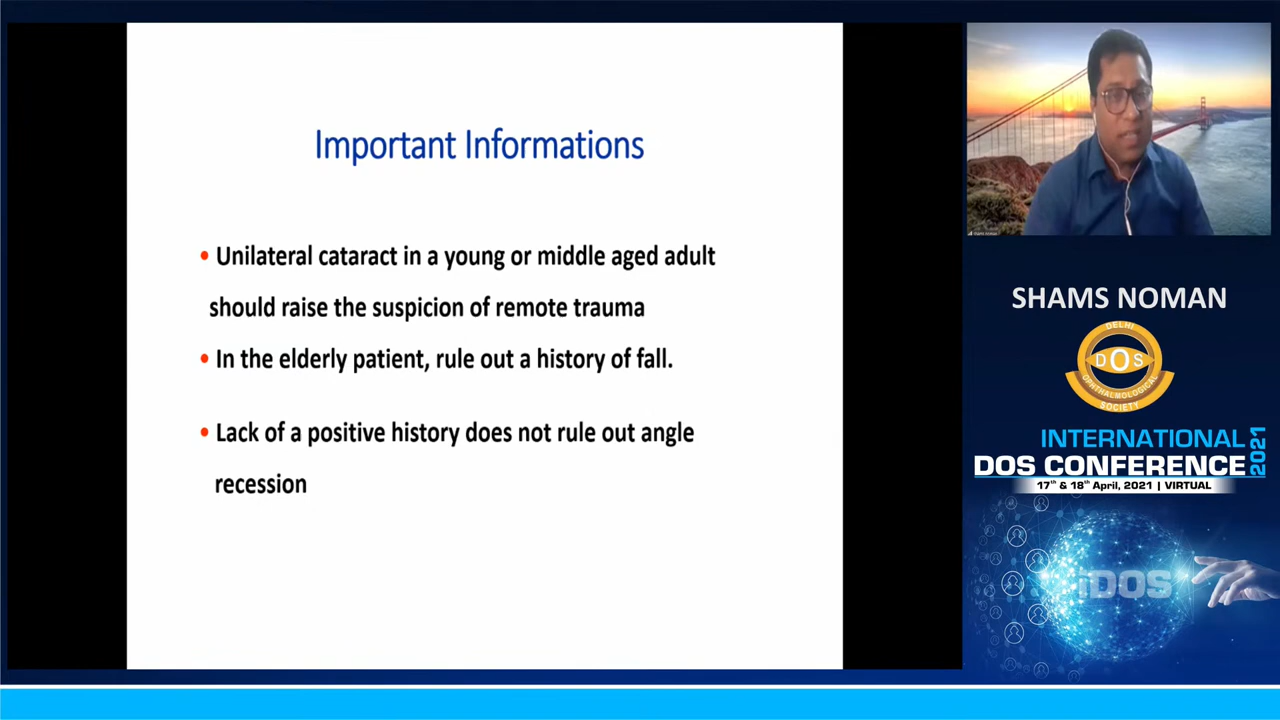 Important Informations
• Unilateral cataract in a young or middle aged adult
should raise the suspicion of remote trauma
• In the elderly patient, rule out a history of fall.
• Lack of a positive history does not rule out angle
recession
SHAMS NOMAN
DELHI
DOS
OPHTHALMOLOGICAL
SOCIETY
INTERNATIONAL
DOS CONFERENCE
2021
17th & 18th April, 2021 | VIRTUAL
iDOS